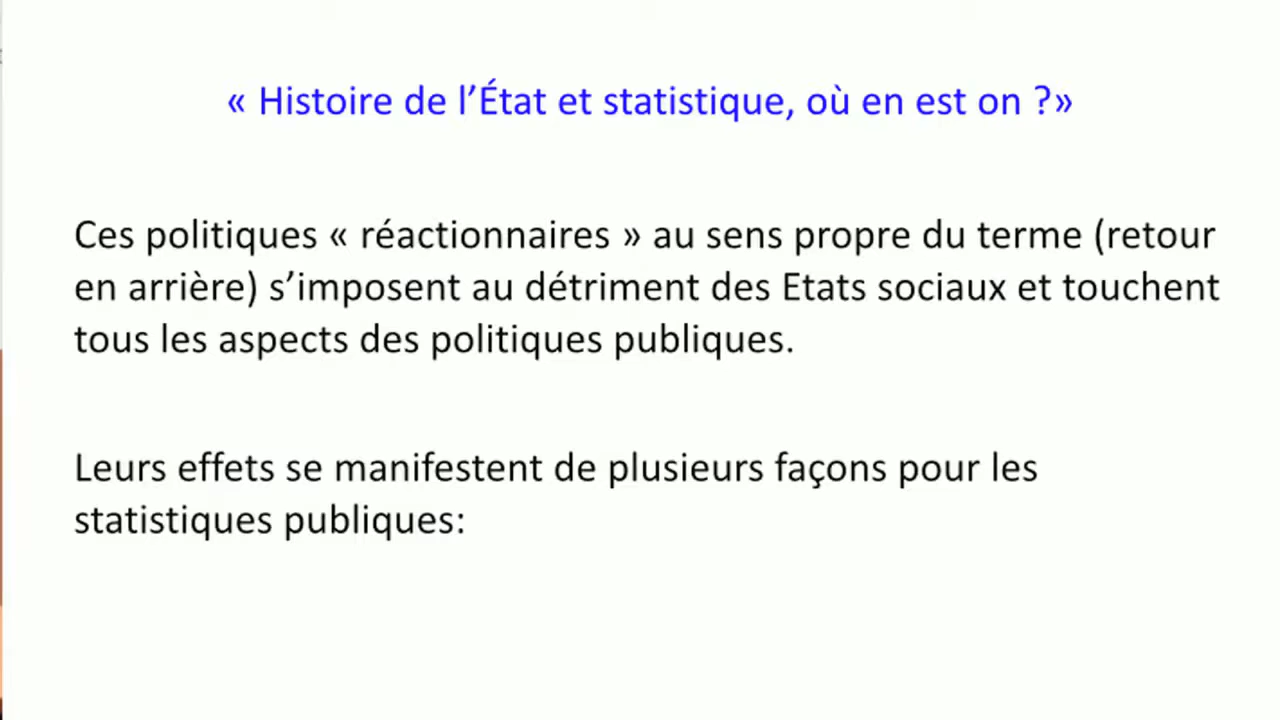 « Histoire de l’État et statistique, où en est on ?»
Ces politiques « réactionnaires » au sens propre du terme (retour
en arrière) s’imposent au détriment des Etats sociaux et touchent
tous les aspects des politiques publiques.
Leurs effets se manifestent de plusieurs façons pour les
statistiques publiques: